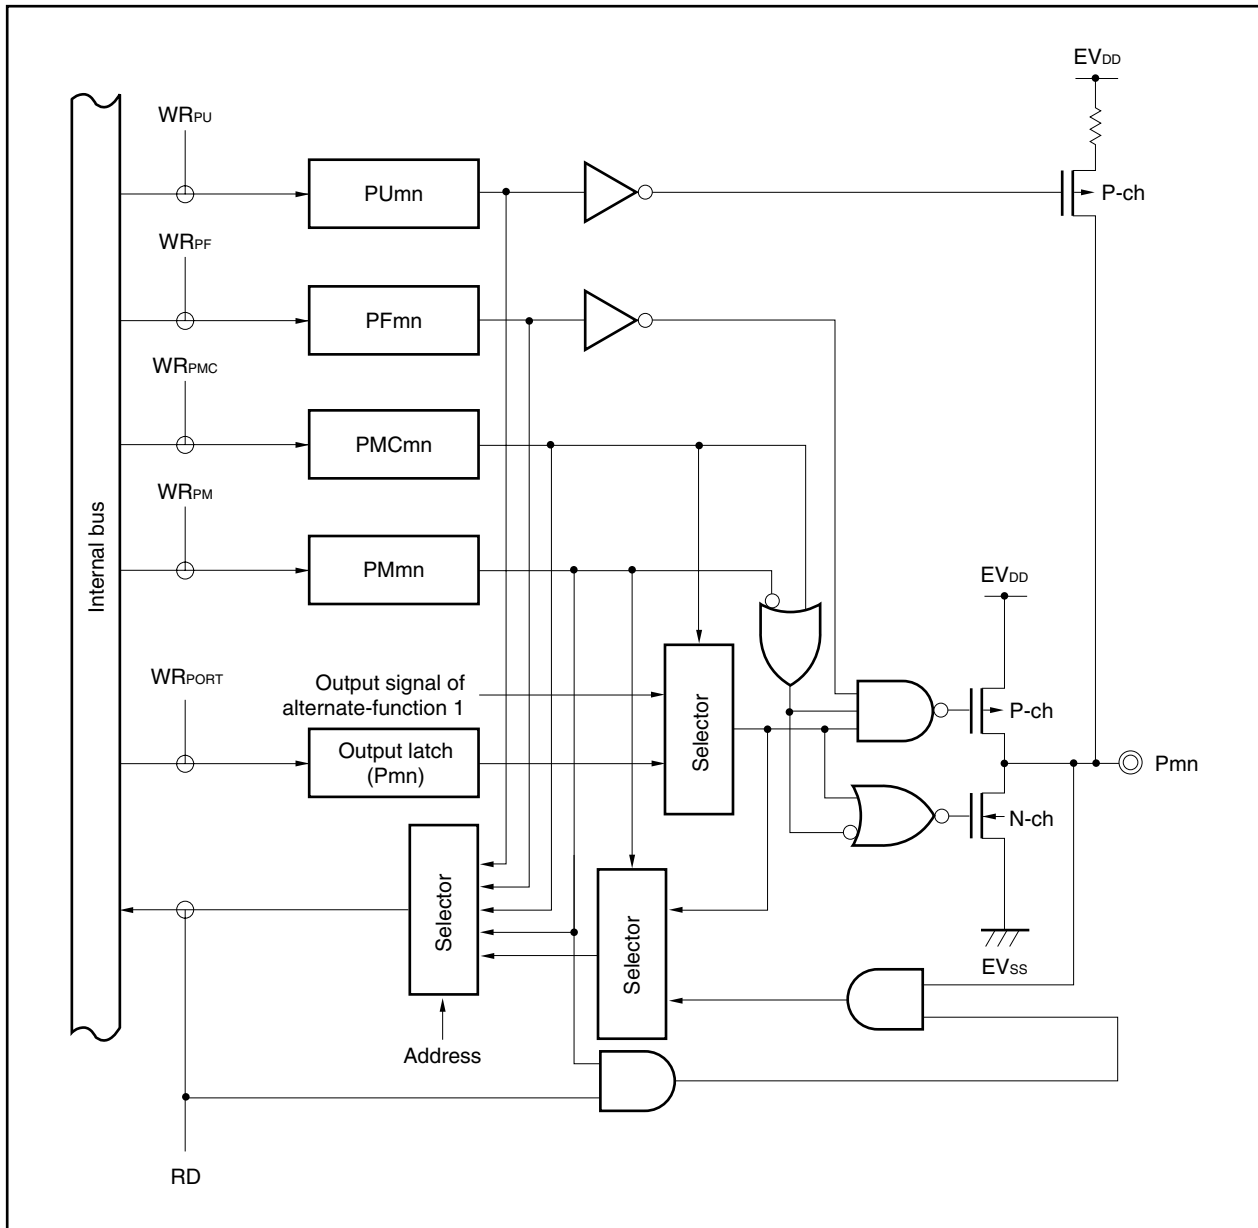 EVDD
WRPU
PUmn
P-ch
WRPF
PFmn
WRPMC
PMCmn
WRPM
PMmn
Internal bus
EVDD
WRPORT
Output signal of
alternate-function 1
Output latch
(Pmn)
Selector
P-ch
Pmn
N-ch
Selector
Selector
EVSS
Address
RD